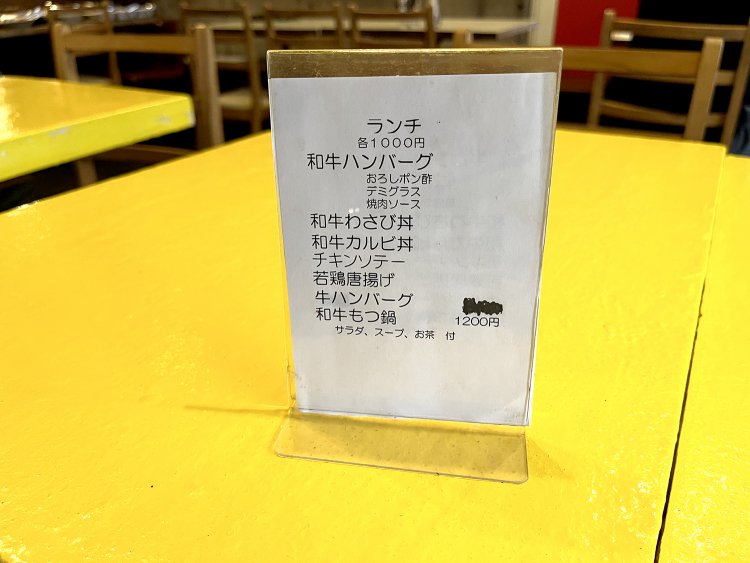 ランチ
各1000円
和牛ハンバーグ
おろしポン酢
デミグラス
焼肉ソース
和牛わさび丼
和牛カルビ丼
チキンソテー
若鶏唐揚げ
牛ハンバーグ
和牛もつ鍋 1200円
サラダ、スープ、お茶 付